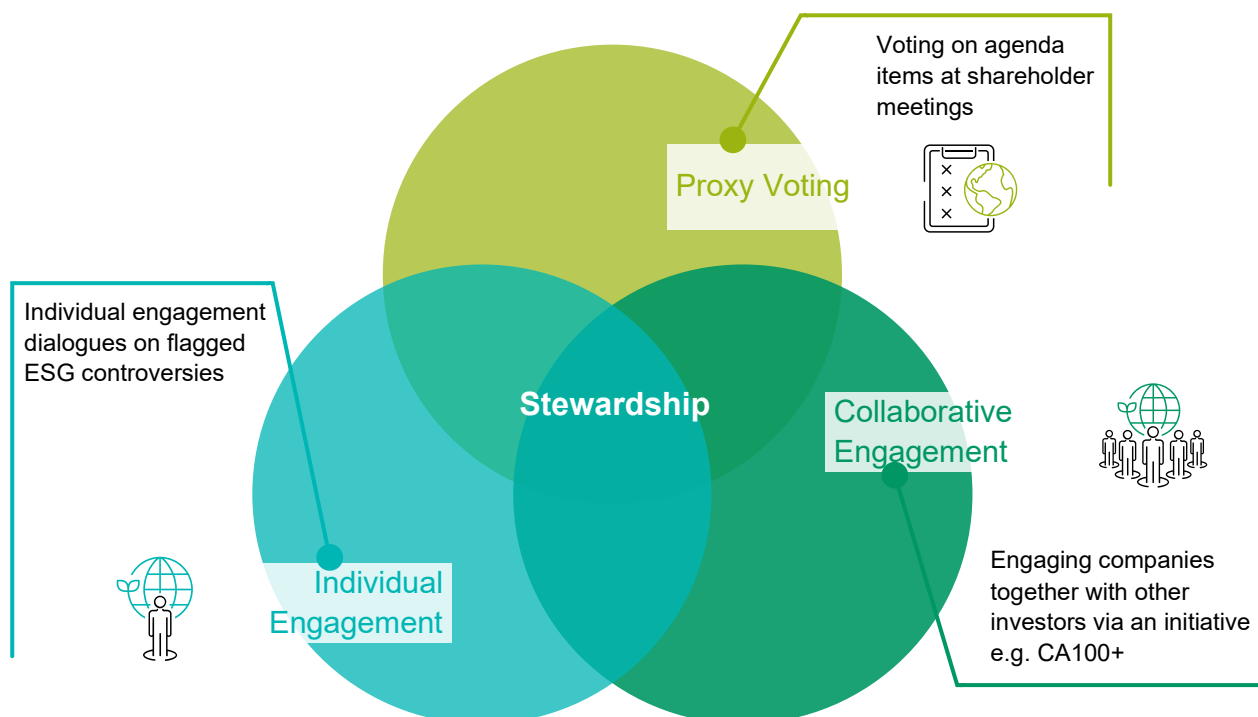 Voting on agenda
items at shareholder
meetings
Proxy Voting
Individual engagement
dialogues on flagged
ESG controversies
Stewardship
Collaborative
Engagement
Individual
Engagement
Engaging companies
together with other
investors via an initiative
e.g. CA100+